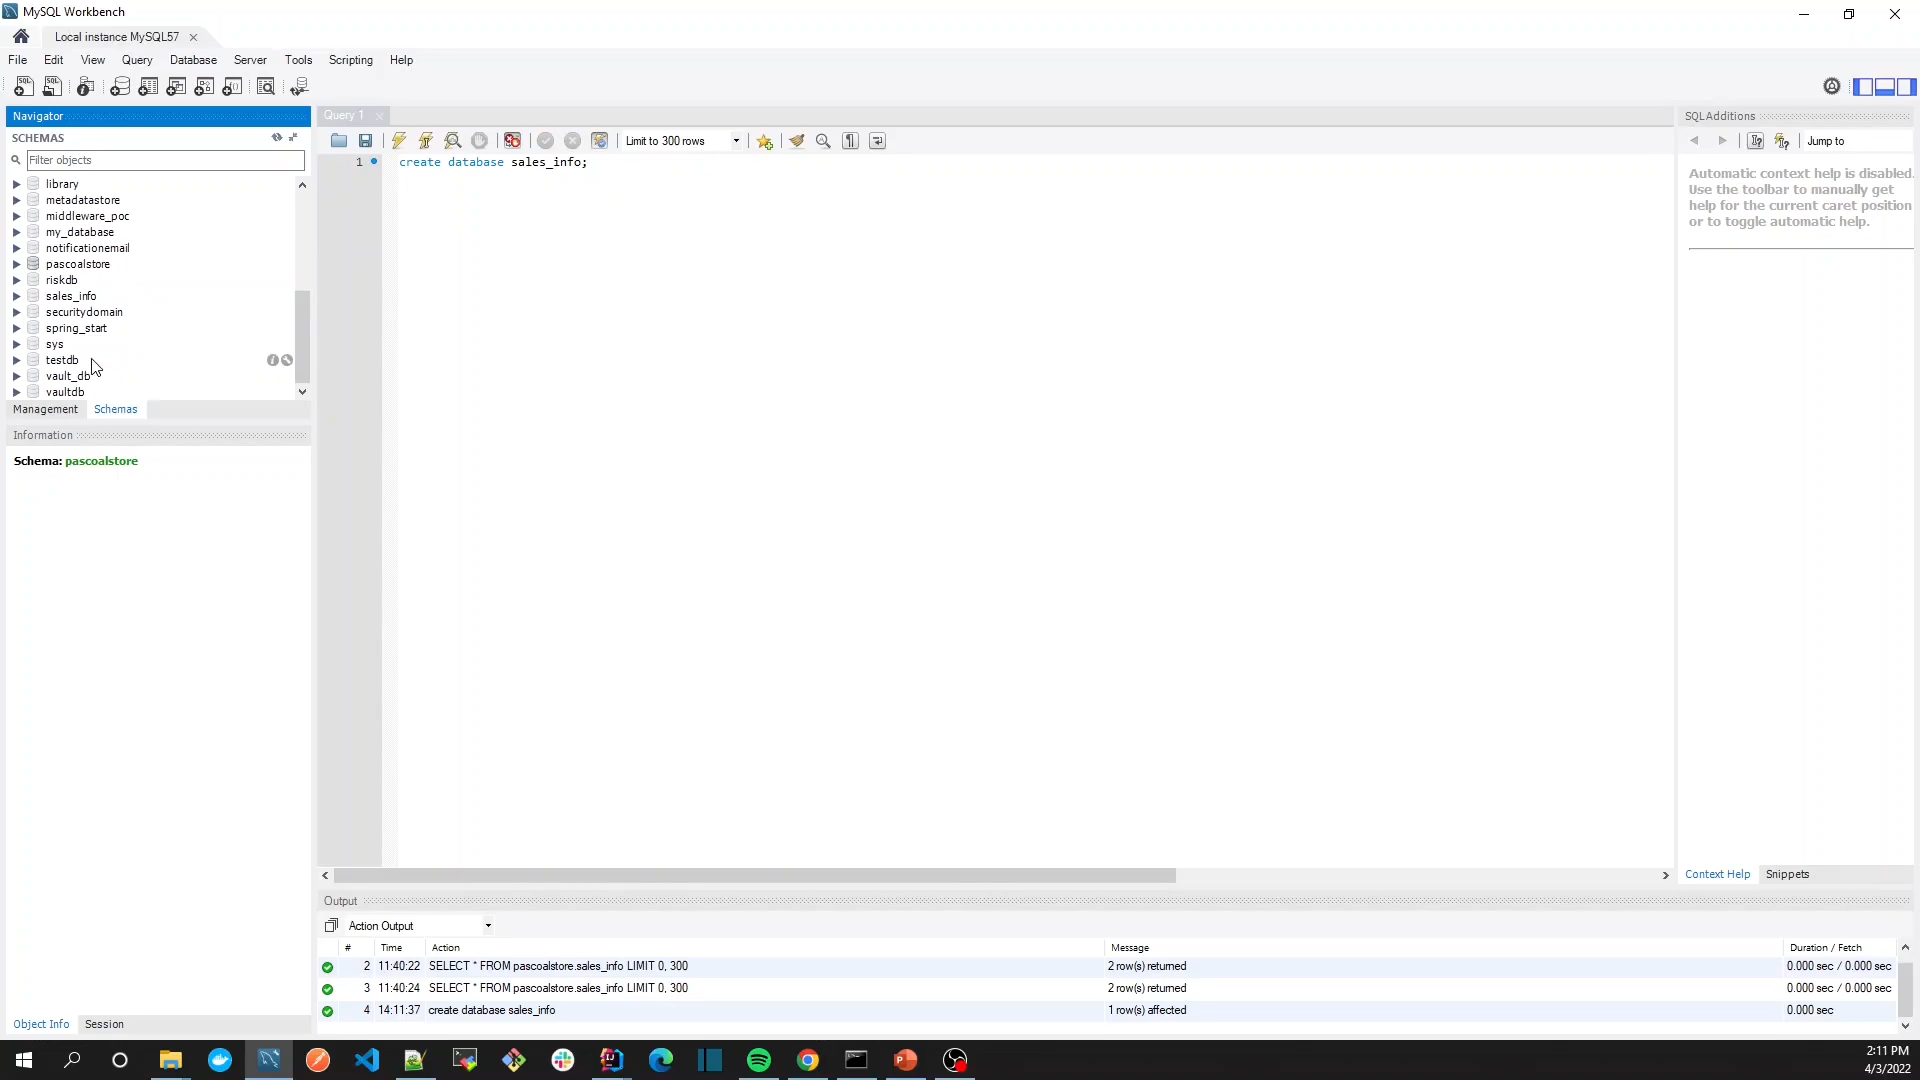 MySQL Workbench
Local instance MySQL57
File Edit View Query Database Server Tools Scripting Help
Navigator
SCHEMAS
Filter objects
library
metadatastore
middleware_poc
my_database
notificationemail
pascoalstore
riskdb
sales_info
securitydomain
spring_start
sys
testdb
vault_db
vaultdb
Management Schemas
Information
Schema: pascoalstore
Object Info Session
Query 1
Limit to 300 rows
1 create database sales_info;
SQLAdditions
Jump to
Automatic context help is disabled.
Use the toolbar to manually get
help for the current caret position
or to toggle automatic help.
Context Help Snippets
Output
Action Output
# Time Action Message Duration / Fetch
2 11:40:22 SELECT * FROM pascoalstore.sales_info LIMIT 0, 300 2 row(s) returned 0.000 sec / 0.000 sec
3 11:40:24 SELECT * FROM pascoalstore.sales_info LIMIT 0, 300 2 row(s) returned 0.000 sec / 0.000 sec
4 14:11:37 create database sales_info 1 row(s) affected 0.000 sec
2:11 PM
4/3/2022